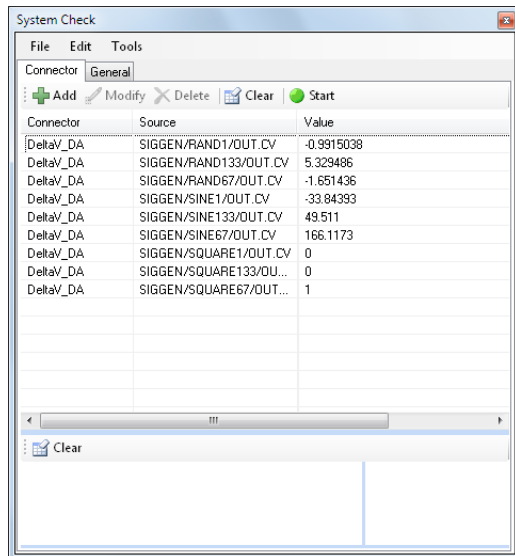 System Check
File Edit Tools
Connector General
Add Modify Delete Clear Start
Connector Source Value
DeltaV_DA SIGGEN/RAND1/OUT.CV -0.9915038
DeltaV_DA SIGGEN/RAND133/OUT.CV 5.329486
DeltaV_DA SIGGEN/RAND67/OUT.CV -1.651436
DeltaV_DA SIGGEN/SINE1/OUT.CV -33.84393
DeltaV_DA SIGGEN/SINE133/OUT.CV 49.511
DeltaV_DA SIGGEN/SINE67/OUT.CV 166.1173
DeltaV_DA SIGGEN/SQUARE1/OUT.CV 0
DeltaV_DA SIGGEN/SQUARE133/OU... 0
DeltaV_DA SIGGEN/SQUARE67/OUT... 1
Clear